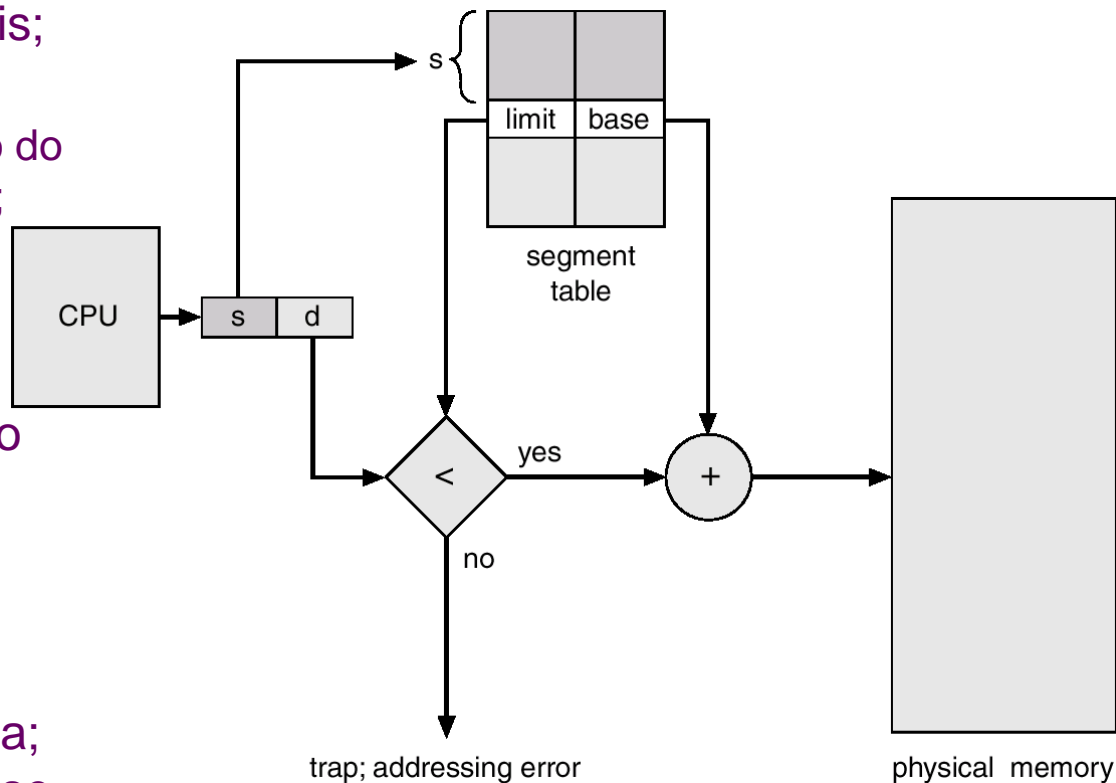 is;
s
limit base
do
;
segment
table
CPU
s d
o
yes
<
+
no
a;
trap; addressing error
physical memory